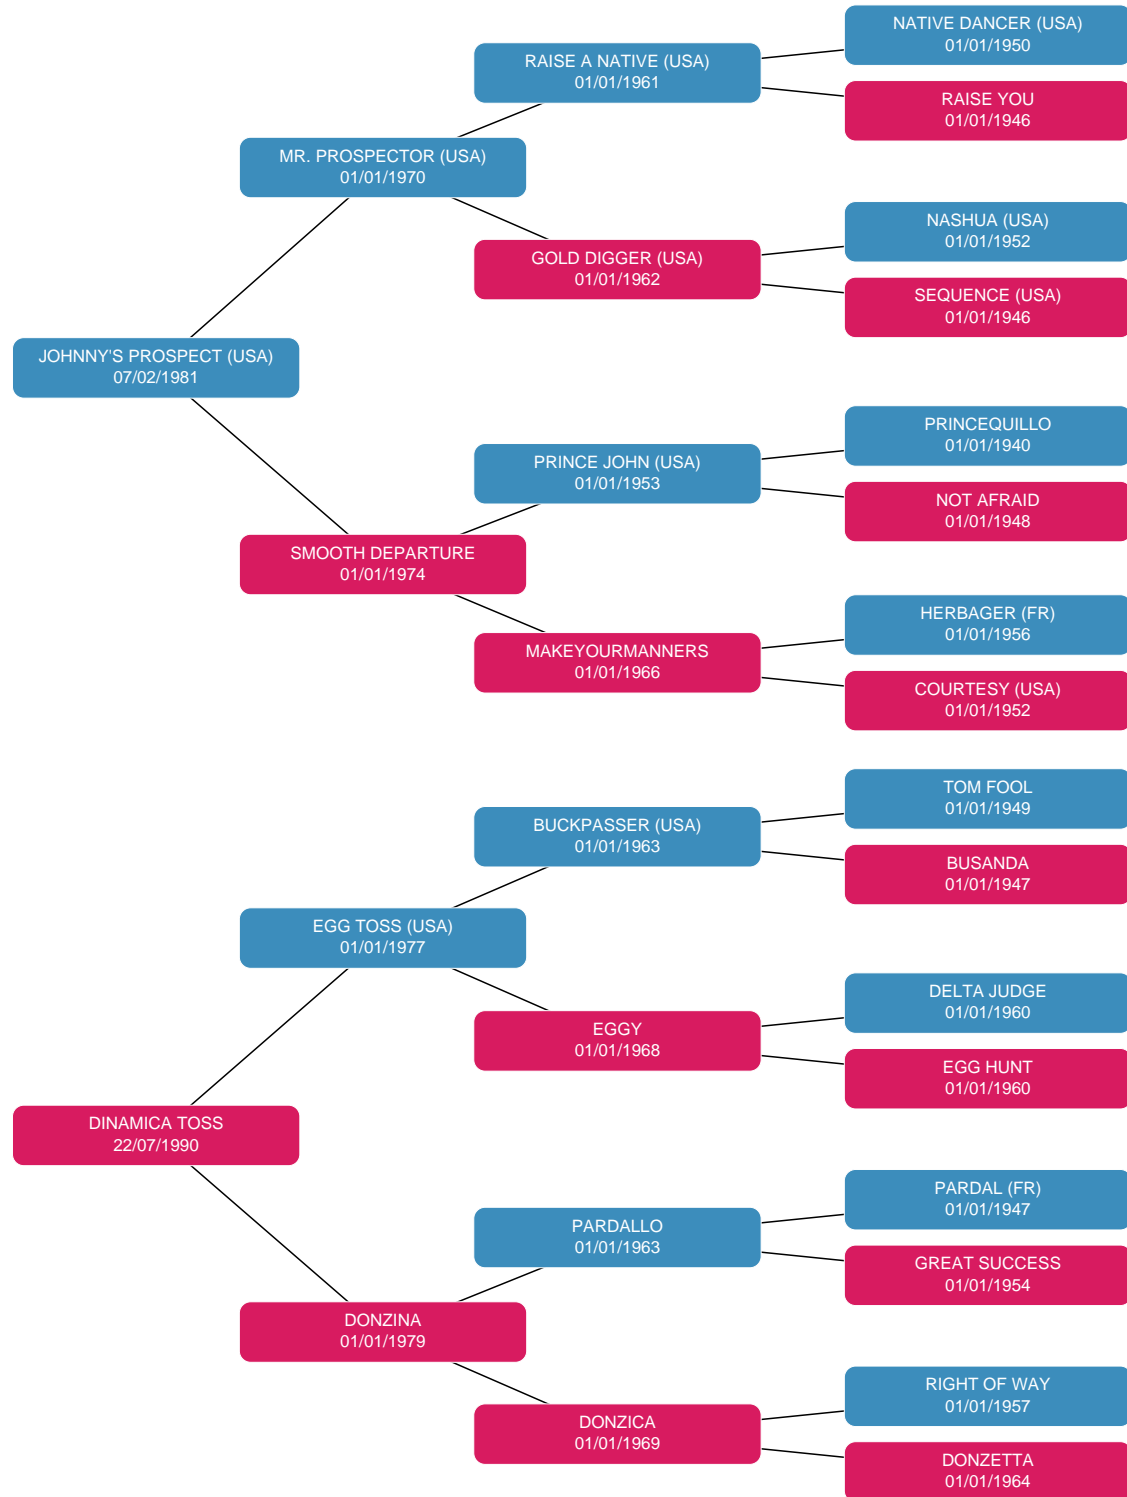 NATIVE DANCER (USA)
01/01/1950
RAISE A NATIVE (USA)
01/01/1961
RAISE YOU
01/01/1946
MR. PROSPECTOR (USA)
01/01/1970
NASHUA (USA)
01/01/1952
GOLD DIGGER (USA)
01/01/1962
SEQUENCE (USA)
01/01/1946
JOHNNY'S PROSPECT (USA)
07/02/1981
PRINCEQUILLO
01/01/1940
PRINCE JOHN (USA)
01/01/1953
NOT AFRAID
01/01/1948
SMOOTH DEPARTURE
01/01/1974
HERBAGER (FR)
01/01/1956
MAKEYOURMANNERS
01/01/1966
COURTESY (USA)
01/01/1952
TOM FOOL
01/01/1949
BUCKPASSER (USA)
01/01/1963
BUSANDA
01/01/1947
EGG TOSS (USA)
01/01/1977
DELTA JUDGE
01/01/1960
EGGY
01/01/1968
EGG HUNT
01/01/1960
DINAMICA TOSS
22/07/1990
PARDAL (FR)
01/01/1947
PARDALLO
01/01/1963
GREAT SUCCESS
01/01/1954
DONZINA
01/01/1979
RIGHT OF WAY
01/01/1957
DONZICA
01/01/1969
DONZETTA
01/01/1964